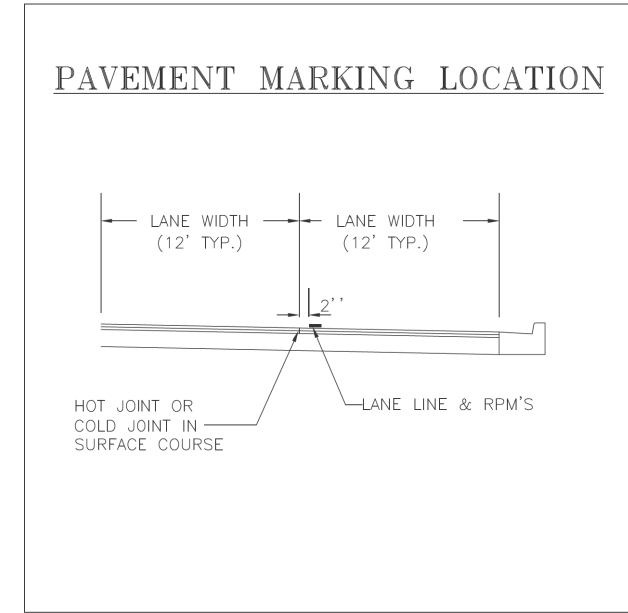 PAVEMENT MARKING LOCATION
LANE WIDTH
(12' TYP.)
LANE WIDTH
(12' TYP.)
2''
HOT JOINT OR
COLD JOINT IN
SURFACE COURSE
LANE LINE & RPM'S